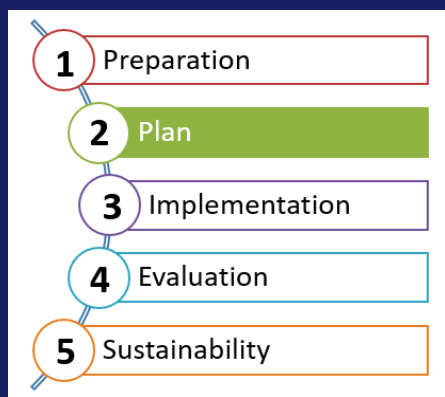 1 Preparation
2 Plan
3 Implementation
4 Evaluation
5 Sustainability